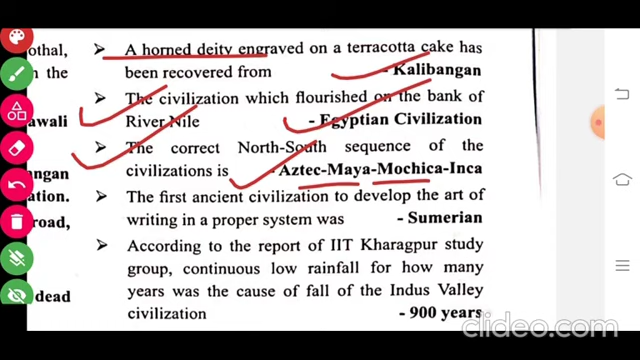 othal,
n the
awali
angan
ation.
road,
dead
➤ A horned deity engraved on a terracotta cake has
been recovered from - Kalibangan
➤ The civilization which flourished on the bank of
River Nile - Egyptian Civilization
➤ The correct North-South sequence of the
civilizations is - Aztec-Maya-Mochica-Inca
➤ The first ancient civilization to develop the art of
writing in a proper system was - Sumerian
➤ According to the report of IIT Kharagpur study
group, continuous low rainfall for how many
years was the cause of fall of the Indus Valley
civilization - 900 years
clideo.com